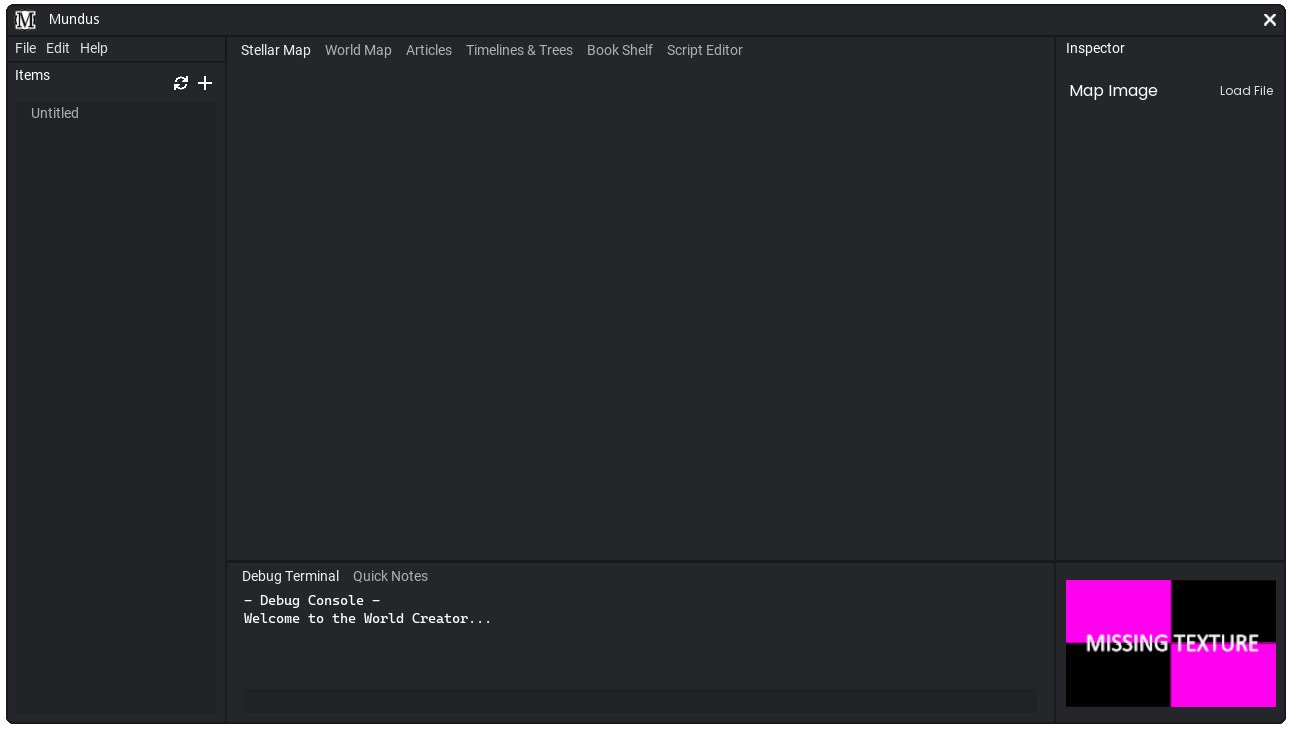 M Mundus
File Edit Help
Items
Untitled
Stellar Map World Map Articles Timelines & Trees Book Shelf Script Editor
Debug Terminal Quick Notes
- Debug Console -
Welcome to the World Creator...
Inspector
Map Image Load File
MISSING TEXTURE